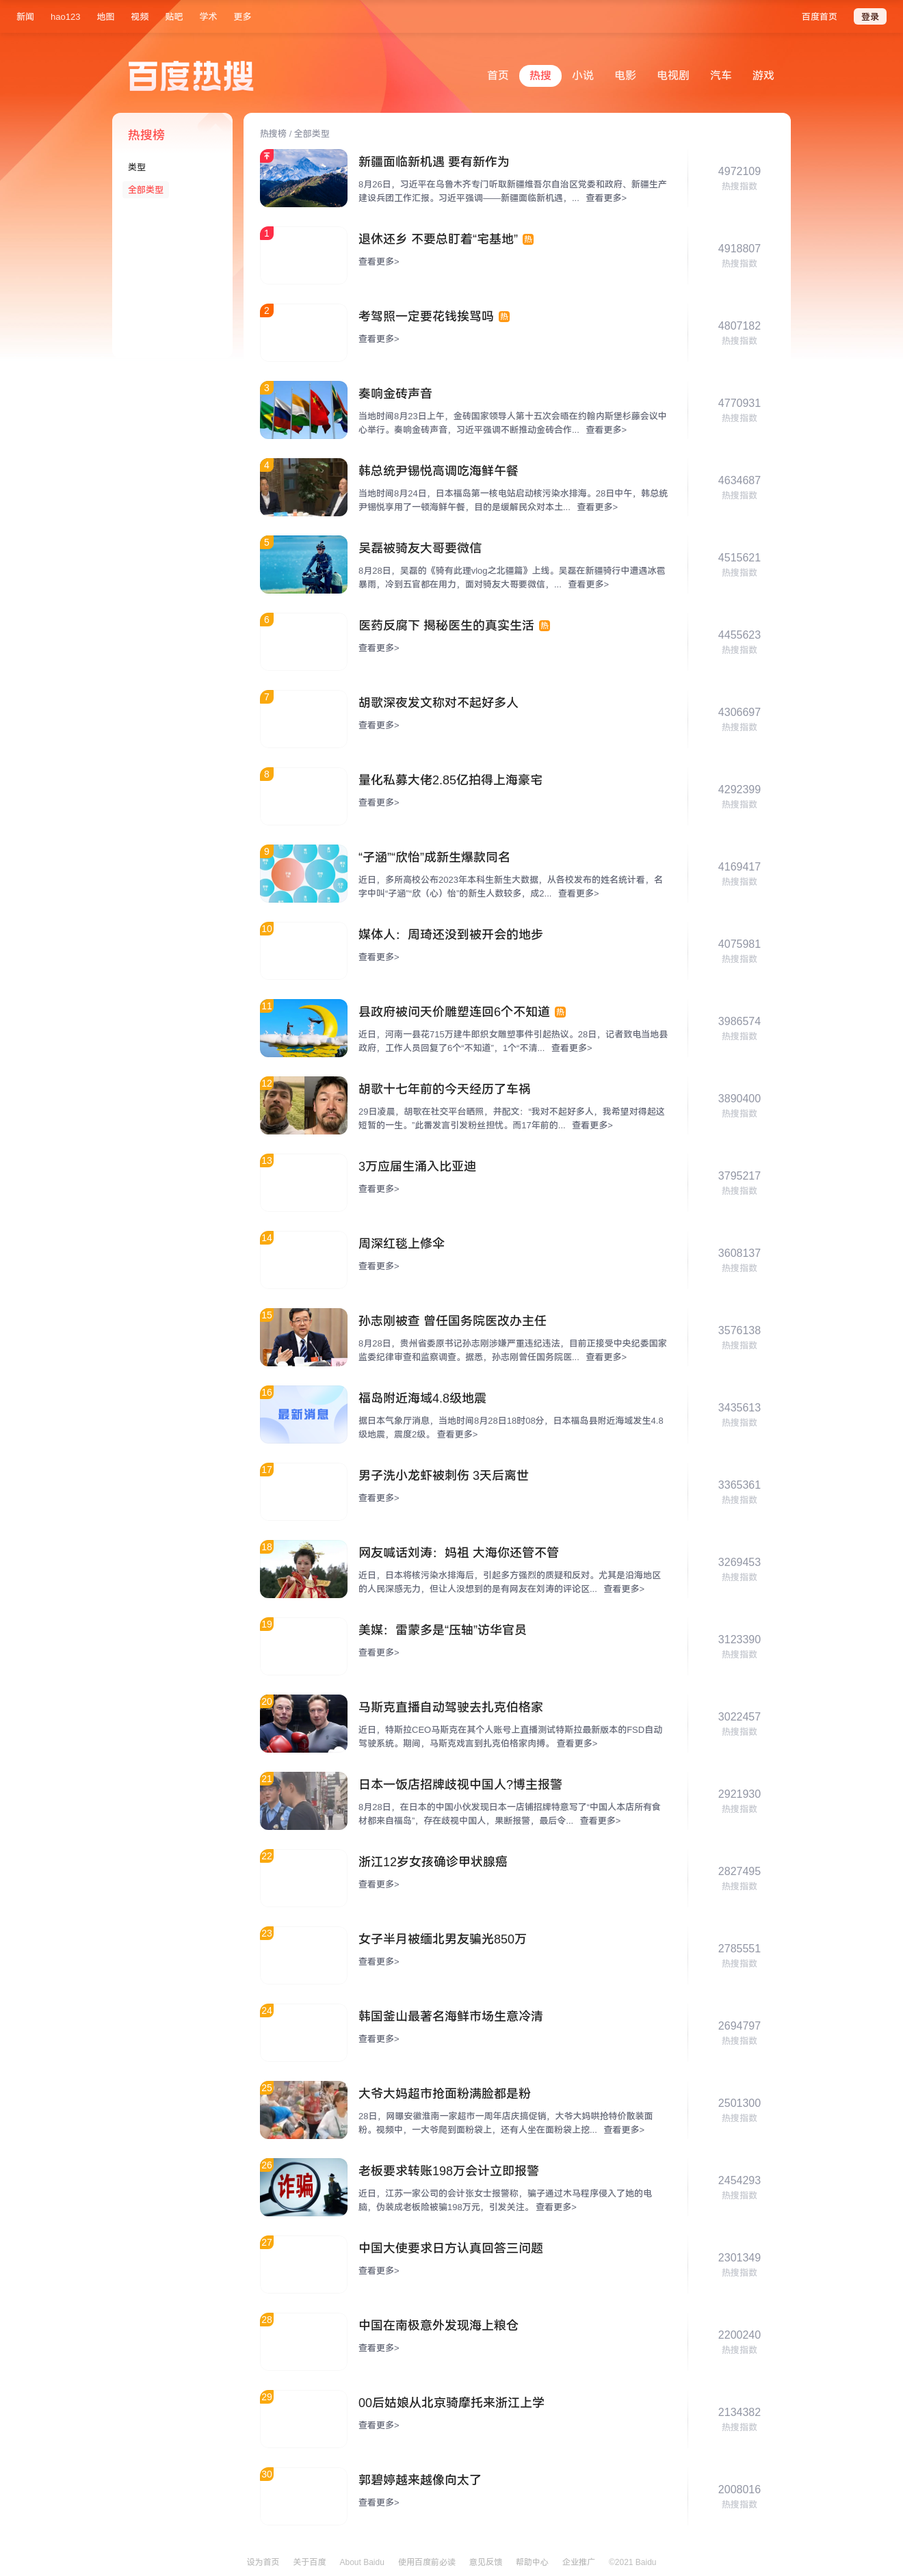 新闻 hao123 地图 视频 贴吧 学术 更多 百度首页 登录
百度热搜
首页 热搜 小说 电影 电视剧 汽车 游戏
热搜榜
类型
全部类型
热搜榜 / 全部类型
新疆面临新机遇 要有新作为
8月26日，习近平在乌鲁木齐专门听取新疆维吾尔自治区党委和政府、新疆生产
建设兵团工作汇报。习近平强调——新疆面临新机遇，... 查看更多>
4972109
热搜指数
1
退休还乡 不要总盯着“宅基地” 热
查看更多>
4918807
热搜指数
2
考驾照一定要花钱挨骂吗 热
查看更多>
4807182
热搜指数
3
奏响金砖声音
当地时间8月23日上午，金砖国家领导人第十五次会晤在约翰内斯堡杉藤会议中
心举行。奏响金砖声音，习近平强调不断推动金砖合作... 查看更多>
4770931
热搜指数
4
韩总统尹锡悦高调吃海鲜午餐
当地时间8月24日，日本福岛第一核电站启动核污染水排海。28日中午，韩总统
尹锡悦享用了一顿海鲜午餐，目的是缓解民众对本土... 查看更多>
4634687
热搜指数
5
吴磊被骑友大哥要微信
8月28日，吴磊的《骑有此理vlog之北疆篇》上线。吴磊在新疆骑行中遭遇冰雹
暴雨，冷到五官都在用力，面对骑友大哥要微信，... 查看更多>
4515621
热搜指数
6
医药反腐下 揭秘医生的真实生活 热
查看更多>
4455623
热搜指数
7
胡歌深夜发文称对不起好多人
查看更多>
4306697
热搜指数
8
量化私募大佬2.85亿拍得上海豪宅
查看更多>
4292399
热搜指数
9
“子涵”“欣怡”成新生爆款同名
近日，多所高校公布2023年本科生新生大数据，从各校发布的姓名统计看，名
字中叫“子涵”“欣（心）怡”的新生人数较多，成2... 查看更多>
4169417
热搜指数
10
媒体人：周琦还没到被开会的地步
查看更多>
4075981
热搜指数
11
县政府被问天价雕塑连回6个不知道 热
近日，河南一县花715万建牛郎织女雕塑事件引起热议。28日，记者致电当地县
政府，工作人员回复了6个“不知道”，1个“不清... 查看更多>
3986574
热搜指数
12
胡歌十七年前的今天经历了车祸
29日凌晨，胡歌在社交平台晒照，并配文：“我对不起好多人，我希望对得起这
短暂的一生。”此番发言引发粉丝担忧。而17年前的... 查看更多>
3890400
热搜指数
13
3万应届生涌入比亚迪
查看更多>
3795217
热搜指数
14
周深红毯上修伞
查看更多>
3608137
热搜指数
15
孙志刚被查 曾任国务院医改办主任
8月28日，贵州省委原书记孙志刚涉嫌严重违纪违法，目前正接受中央纪委国家
监委纪律审查和监察调查。据悉，孙志刚曾任国务院医... 查看更多>
3576138
热搜指数
16
最新消息
福岛附近海域4.8级地震
据日本气象厅消息，当地时间8月28日18时08分，日本福岛县附近海域发生4.8
级地震，震度2级。 查看更多>
3435613
热搜指数
17
男子洗小龙虾被刺伤 3天后离世
查看更多>
3365361
热搜指数
18
网友喊话刘涛：妈祖 大海你还管不管
近日，日本将核污染水排海后，引起多方强烈的质疑和反对。尤其是沿海地区
的人民深感无力，但让人没想到的是有网友在刘涛的评论区... 查看更多>
3269453
热搜指数
19
美媒：雷蒙多是“压轴”访华官员
查看更多>
3123390
热搜指数
20
马斯克直播自动驾驶去扎克伯格家
近日，特斯拉CEO马斯克在其个人账号上直播测试特斯拉最新版本的FSD自动
驾驶系统。期间，马斯克戏言到扎克伯格家肉搏。 查看更多>
3022457
热搜指数
21
日本一饭店招牌歧视中国人?博主报警
8月28日，在日本的中国小伙发现日本一店铺招牌特意写了“中国人本店所有食
材都来自福岛”，存在歧视中国人，果断报警，最后令... 查看更多>
2921930
热搜指数
22
浙江12岁女孩确诊甲状腺癌
查看更多>
2827495
热搜指数
23
女子半月被缅北男友骗光850万
查看更多>
2785551
热搜指数
24
韩国釜山最著名海鲜市场生意冷清
查看更多>
2694797
热搜指数
25
大爷大妈超市抢面粉满脸都是粉
28日，网曝安徽淮南一家超市一周年店庆搞促销，大爷大妈哄抢特价散装面
粉。视频中，一大爷爬到面粉袋上，还有人坐在面粉袋上挖... 查看更多>
2501300
热搜指数
26
诈骗
老板要求转账198万会计立即报警
近日，江苏一家公司的会计张女士报警称，骗子通过木马程序侵入了她的电
脑，伪装成老板险被骗198万元，引发关注。 查看更多>
2454293
热搜指数
27
中国大使要求日方认真回答三问题
查看更多>
2301349
热搜指数
28
中国在南极意外发现海上粮仓
查看更多>
2200240
热搜指数
29
00后姑娘从北京骑摩托来浙江上学
查看更多>
2134382
热搜指数
30
郭碧婷越来越像向太了
查看更多>
2008016
热搜指数
设为首页 关于百度 About Baidu 使用百度前必读 意见反馈 帮助中心 企业推广 ©2021 Baidu